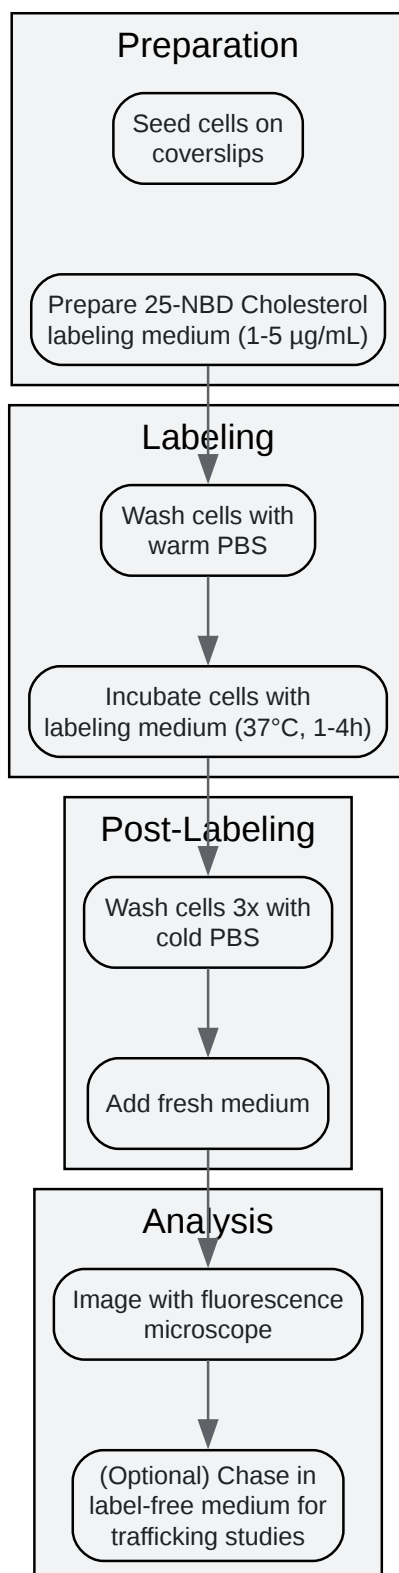 Preparation
Seed cells on
coverslips
Prepare 25-NBD Cholesterol
labeling medium (1-5 µg/mL)
Labeling
Wash cells with
warm PBS
Incubate cells with
labeling medium (37°C, 1-4h)
Post-Labeling
Wash cells 3x with
cold PBS
Add fresh medium
Analysis
Image with fluorescence
microscope
(Optional) Chase in
label-free medium for
trafficking studies